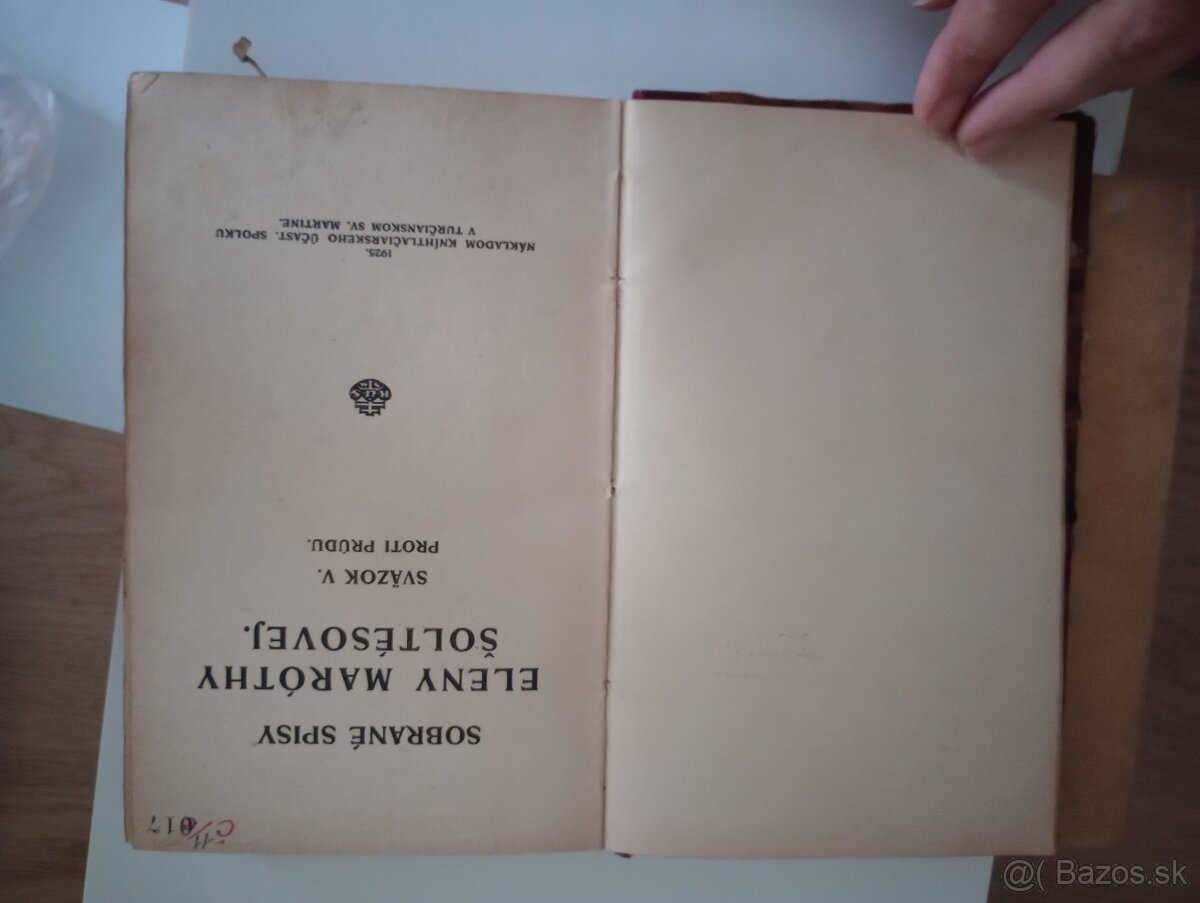 SOBRANÉ SPISY
ELENY MARÓTHY
ŠOLTÉSOVEJ.
SVÄZOK V.
PROTI PRÚDU.
1925.
NÁKLADOM KNÍHTLAČIARSKEHO ÚČAST. SPOLKU
V TURČIANSKOM SV. MARTINE.
@( Bazos.sk